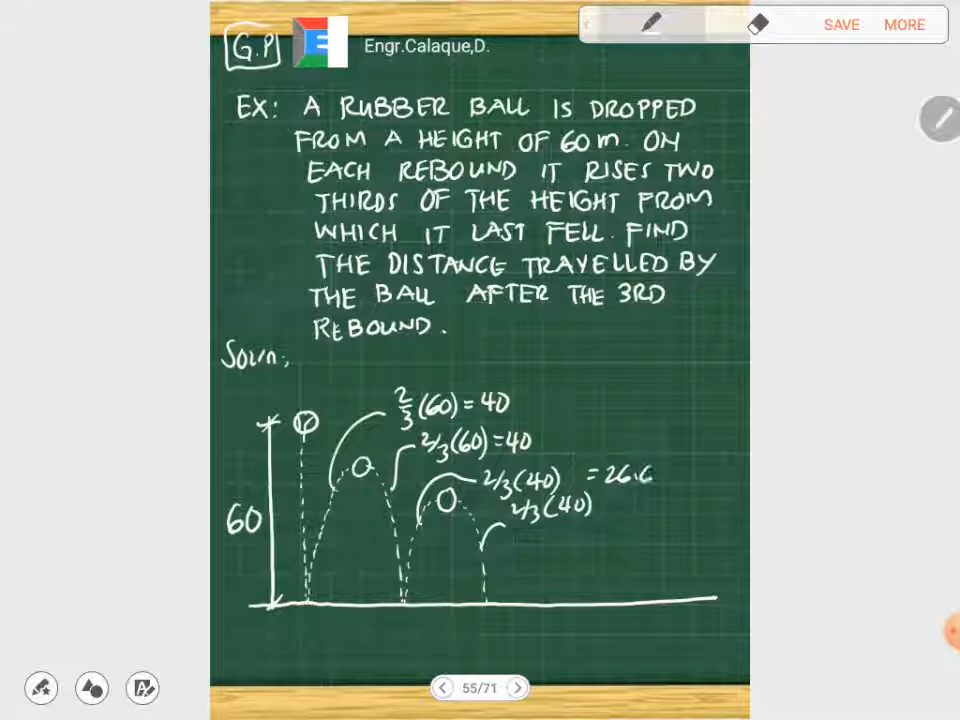 SAVE MORE
G.P E Engr.Calaque,D.
EX: A RUBBER BALL IS DROPPED
FROM A HEIGHT OF 60 m. ON
EACH REBOUND IT RISES TWO
THIRDS OF THE HEIGHT FROM
WHICH IT LAST FELL. FIND
THE DISTANCE TRAVELLED BY
THE BALL AFTER THE 3RD
REBOUND.
Soln;
2/3 (60) = 40
2/3 (60) = 40
2/3 (40) = 26.6
2/3 (40)
60
55/71